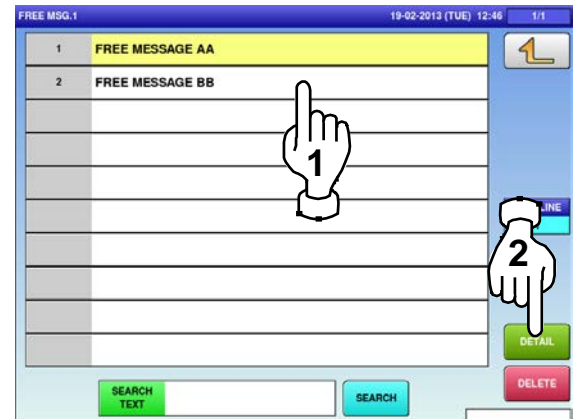 FREE MSG.1 19-02-2013 (TUE) 12:46 1/1
1 FREE MESSAGE AA
2 FREE MESSAGE BB
1
LINE
2
DETAIL
SEARCH TEXT
SEARCH
DELETE